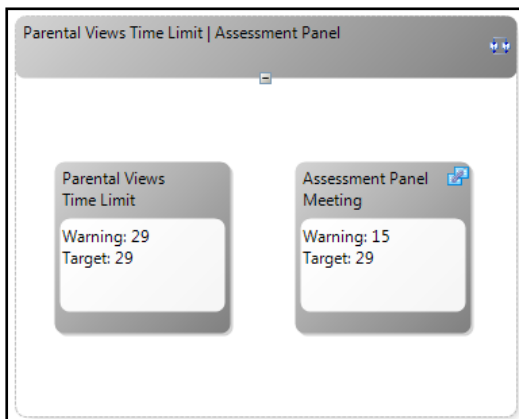 Parental Views Time Limit | Assessment Panel
Parental Views
Time Limit
Warning: 29
Target: 29
Assessment Panel
Meeting
Warning: 15
Target: 29